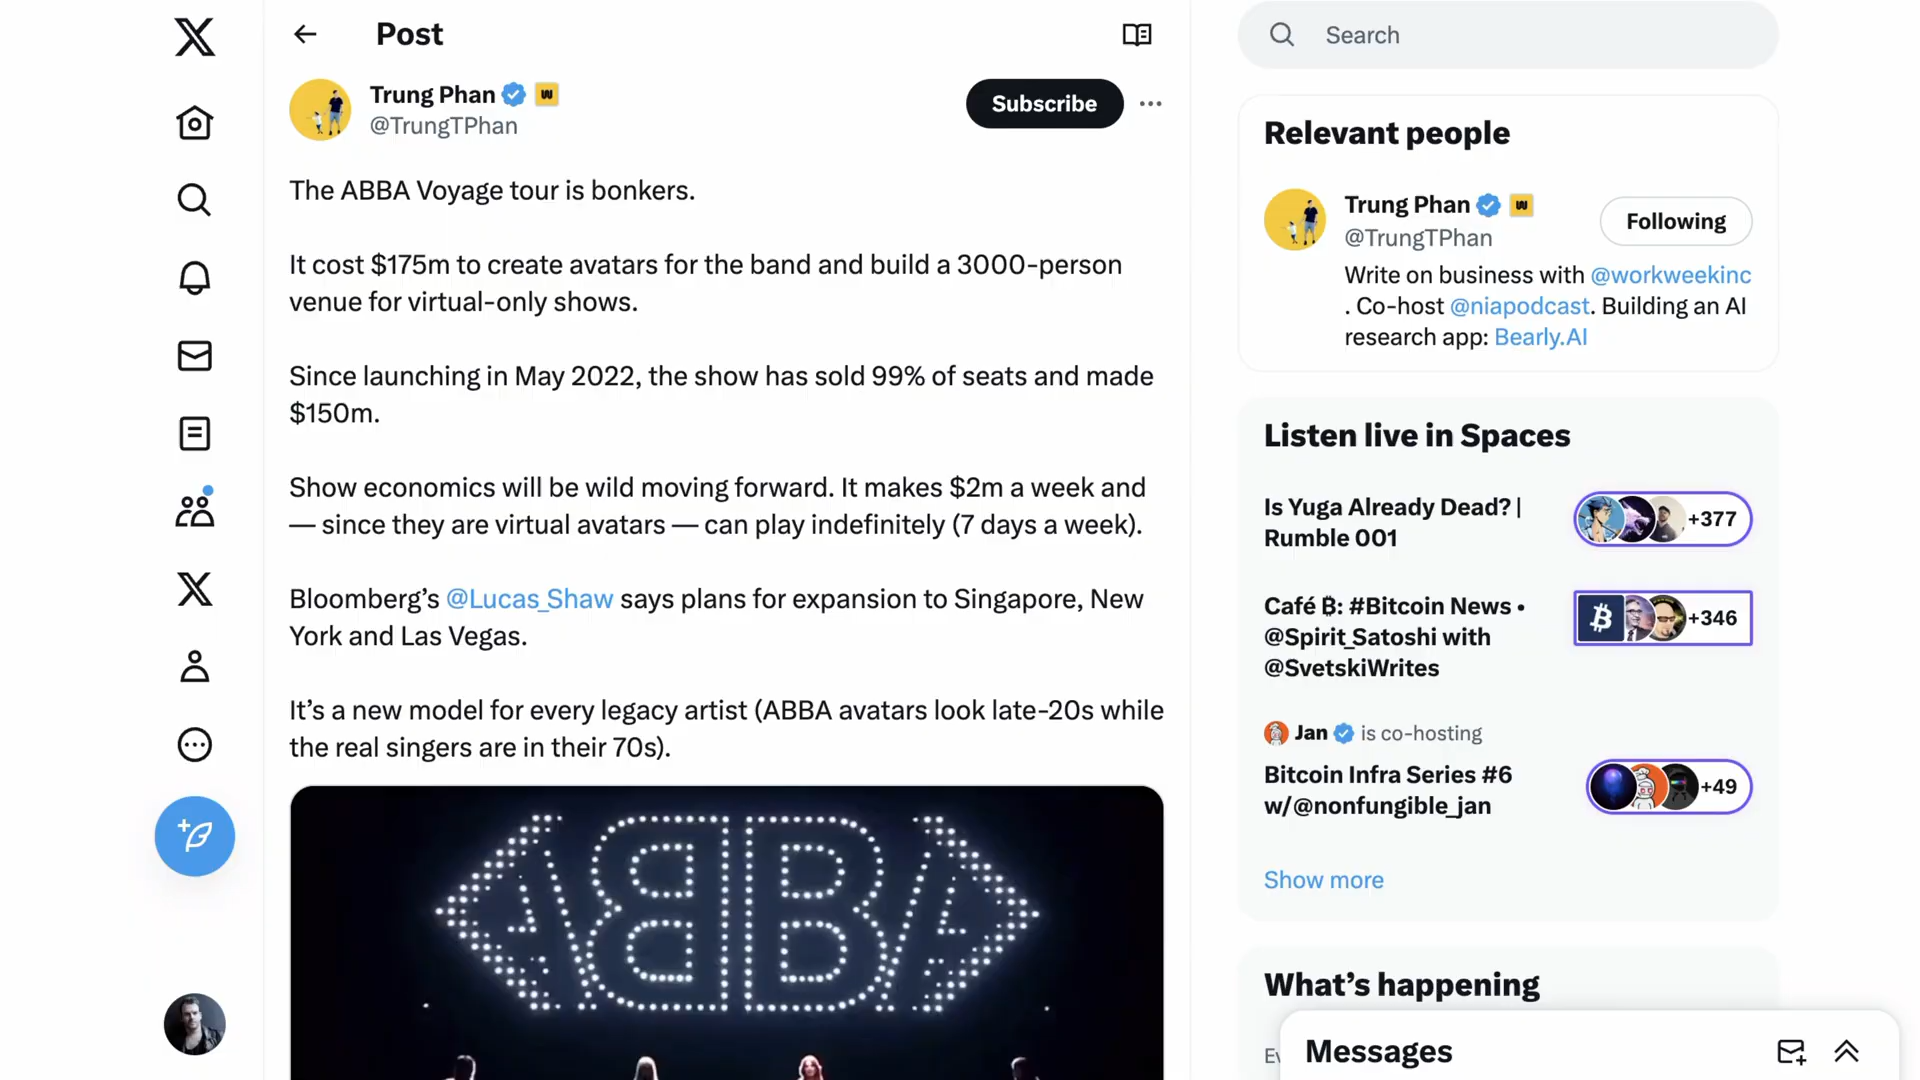 Post
Trung Phan
@TrungTPhan
Subscribe
The ABBA Voyage tour is bonkers.
It cost $175m to create avatars for the band and build a 3000-person
venue for virtual-only shows.
Since launching in May 2022, the show has sold 99% of seats and made
$150m.
Show economics will be wild moving forward. It makes $2m a week and
— since they are virtual avatars — can play indefinitely (7 days a week).
Bloomberg’s @Lucas_Shaw says plans for expansion to Singapore, New
York and Las Vegas.
It’s a new model for every legacy artist (ABBA avatars look late-20s while
the real singers are in their 70s).
ABBA
Search
Relevant people
Trung Phan
@TrungTPhan
Following
Write on business with @workweekinc
. Co-host @niapodcast. Building an AI
research app: Bearly.AI
Listen live in Spaces
Is Yuga Already Dead? |
Rumble 001
+377
Café ₿: #Bitcoin News •
@Spirit_Satoshi with
@SvetskiWrites
+346
Jan is co-hosting
Bitcoin Infra Series #6
w/@nonfungible_jan
+49
Show more
What’s happening
Messages